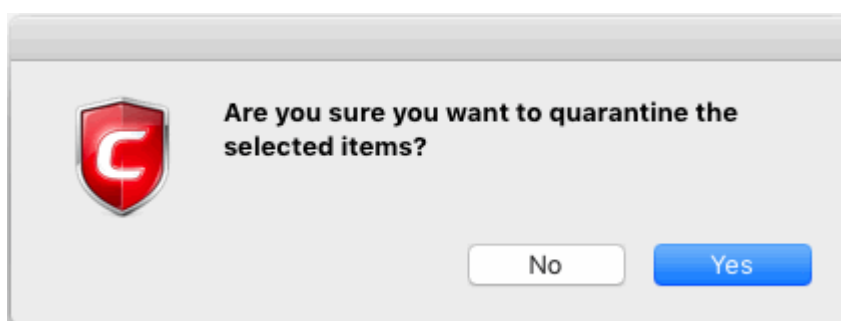 C
Are you sure you want to quarantine the
selected items?
No
Yes